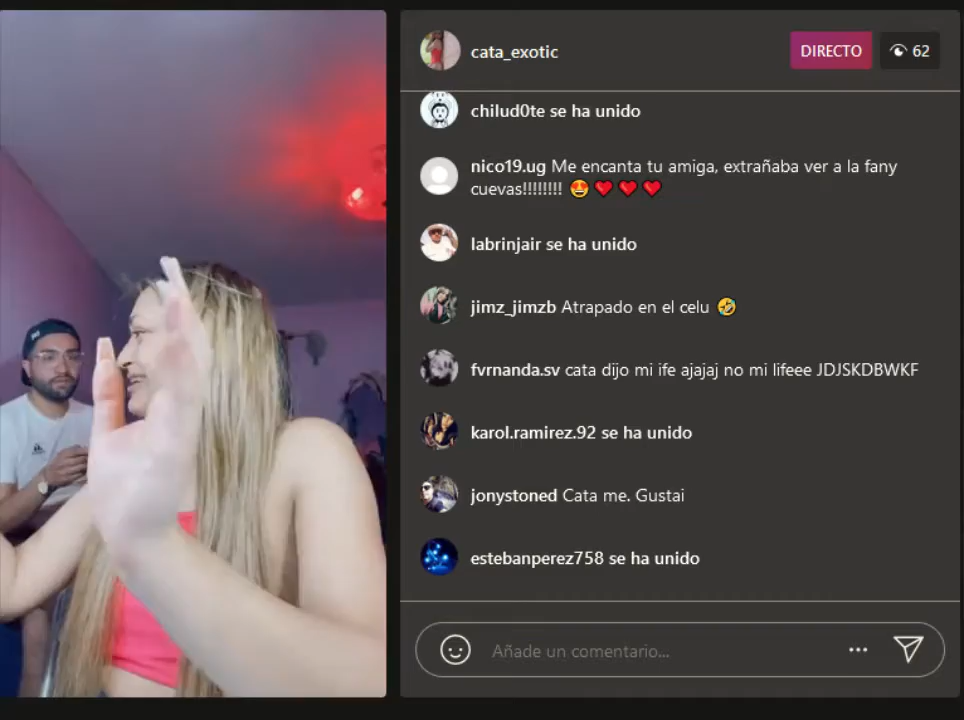 cata_exotic
DIRECTO
62
chilud0te se ha unido
nico19.ug Me encanta tu amiga, extrañaba ver a la fany
cuevas!!!!!!!! 🤩❤️❤️❤️
labrinjair se ha unido
jimz_jimzb Atrapado en el celu 🤣
fvrnanda.sv cata dijo mi ife ajajaj no mi lifeee JDJSKDBWKF
karol.ramirez.92 se ha unido
jonystoned Cata me. Gustai
estebanperez758 se ha unido
Añade un comentario...